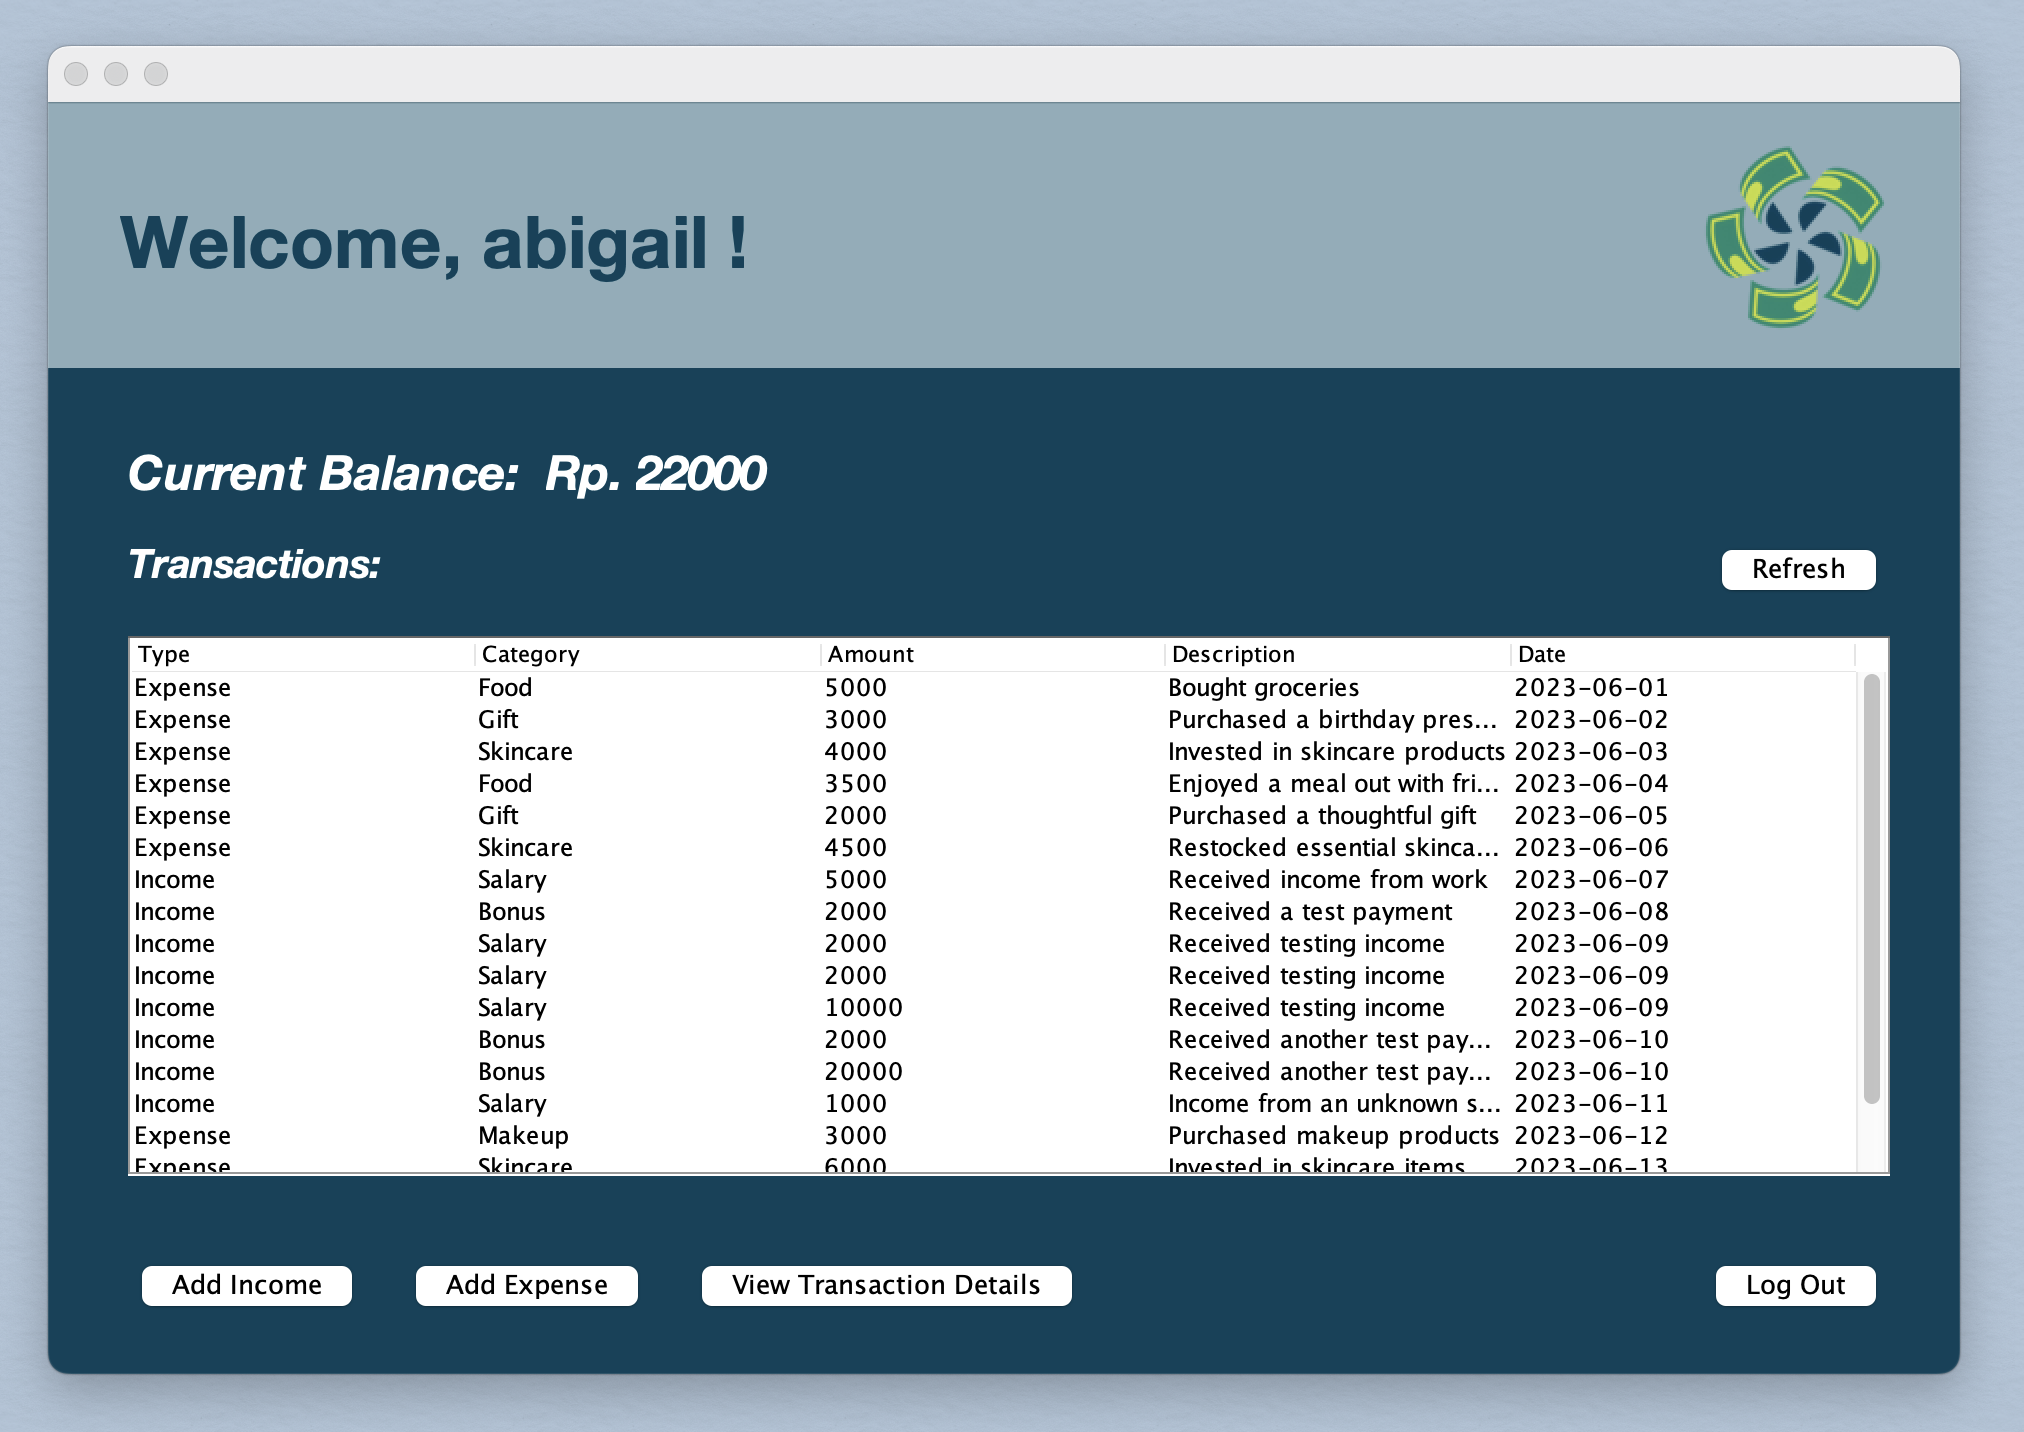 Welcome, abigail !
Current Balance: Rp. 22000
Transactions:
Refresh
Type Category Amount Description Date
Expense Food 5000 Bought groceries 2023-06-01
Expense Gift 3000 Purchased a birthday pres... 2023-06-02
Expense Skincare 4000 Invested in skincare products 2023-06-03
Expense Food 3500 Enjoyed a meal out with fri... 2023-06-04
Expense Gift 2000 Purchased a thoughtful gift 2023-06-05
Expense Skincare 4500 Restocked essential skinca... 2023-06-06
Income Salary 5000 Received income from work 2023-06-07
Income Bonus 2000 Received a test payment 2023-06-08
Income Salary 2000 Received testing income 2023-06-09
Income Salary 2000 Received testing income 2023-06-09
Income Salary 10000 Received testing income 2023-06-09
Income Bonus 2000 Received another test pay... 2023-06-10
Income Bonus 20000 Received another test pay... 2023-06-10
Income Salary 1000 Income from an unknown s... 2023-06-11
Expense Makeup 3000 Purchased makeup products 2023-06-12
Expense Skincare 6000 Invested in skincare items 2023-06-13
Add Income Add Expense View Transaction Details Log Out